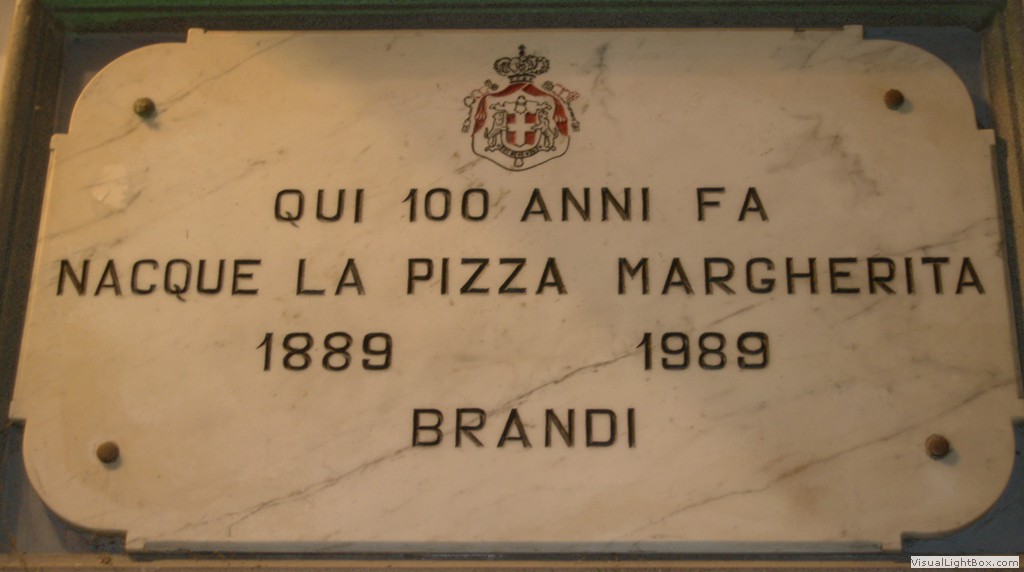 QUI 100 ANNI FA
NACQUE LA PIZZA MARGHERITA
1889 1989
BRANDI
VisualLightBox.com